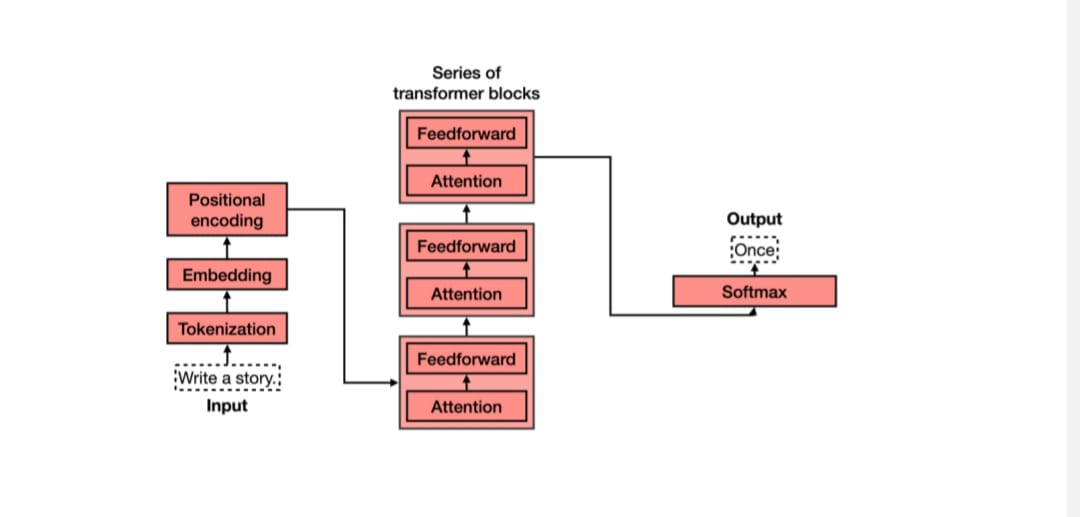 Series of
transformer blocks
Feedforward
Attention
Feedforward
Attention
Feedforward
Attention
Positional
encoding
Embedding
Tokenization
Write a story.
Input
Output
Once
Softmax